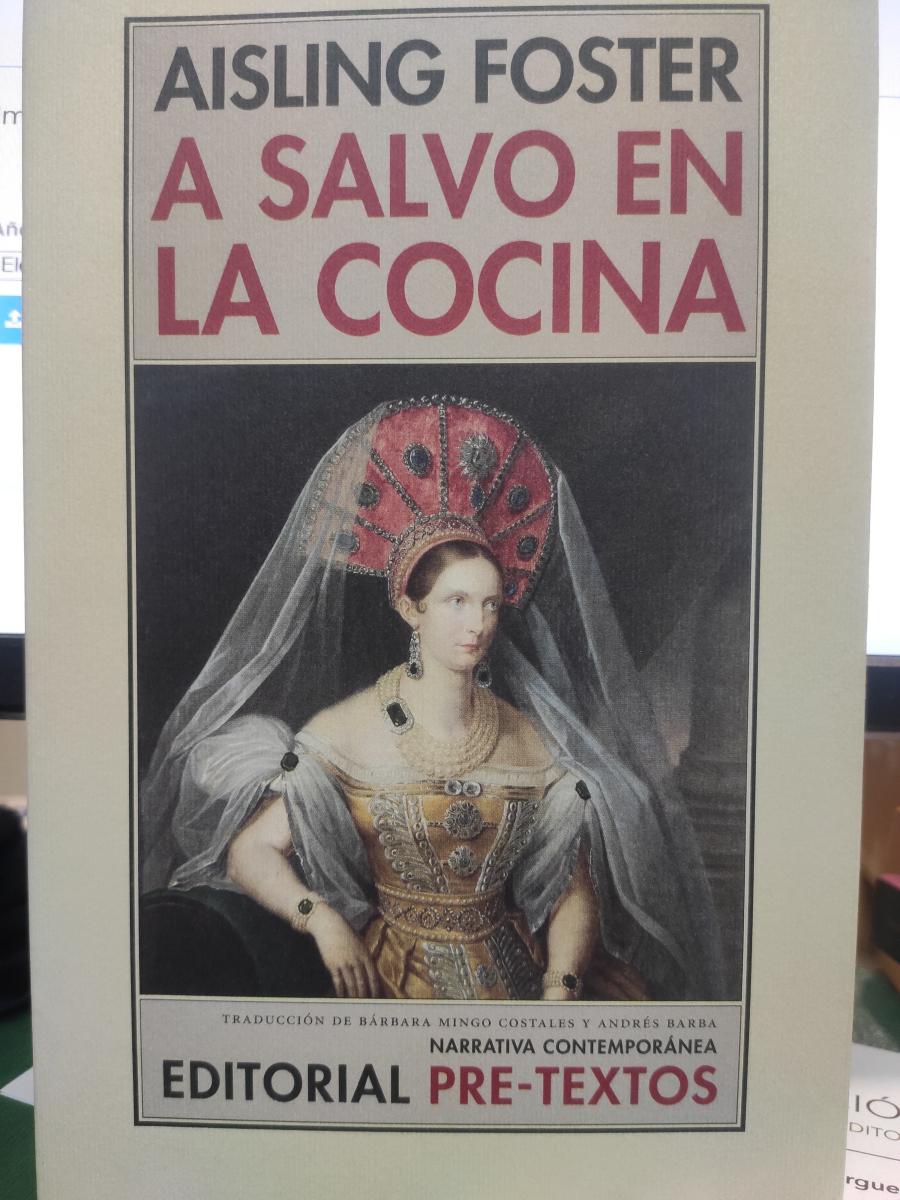 AISLING FOSTER
A SALVO EN
LA COCINA
TRADUCCIÓN DE BÁRBARA MINGO COSTALES Y ANDRÉS BARBA
NARRATIVA CONTEMPORÁNEA
EDITORIAL PRE-TEXTOS